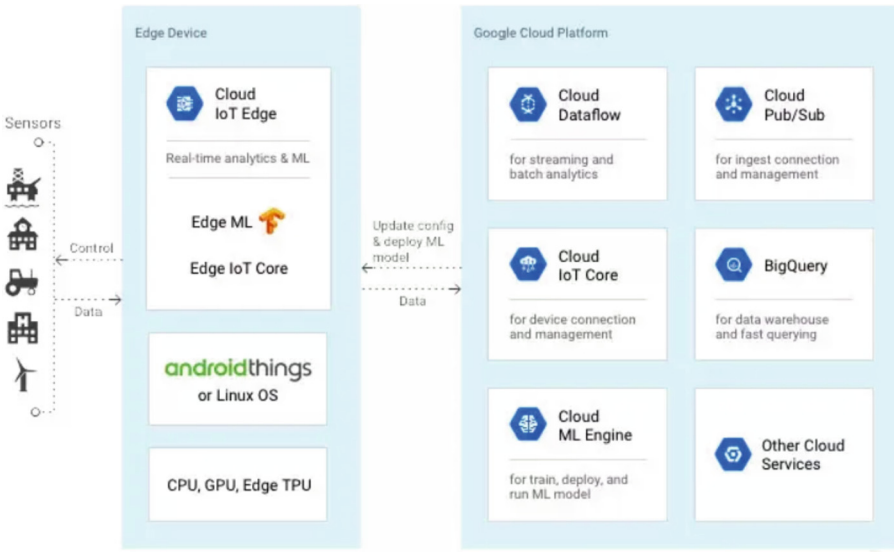 Sensors
Control
Data
Edge Device
Cloud
IoT Edge
Real-time analytics & ML
Edge ML
Edge IoT Core
androidthings
or Linux OS
CPU, GPU, Edge TPU
Update config
& deploy ML
model
Data
Google Cloud Platform
Cloud
Dataflow
for streaming and
batch analytics
Cloud
Pub/Sub
for ingest connection
and management
Cloud
IoT Core
for device connection
and management
BigQuery
for data warehouse
and fast querying
Cloud
ML Engine
for train, deploy, and
run ML model
Other Cloud
Services